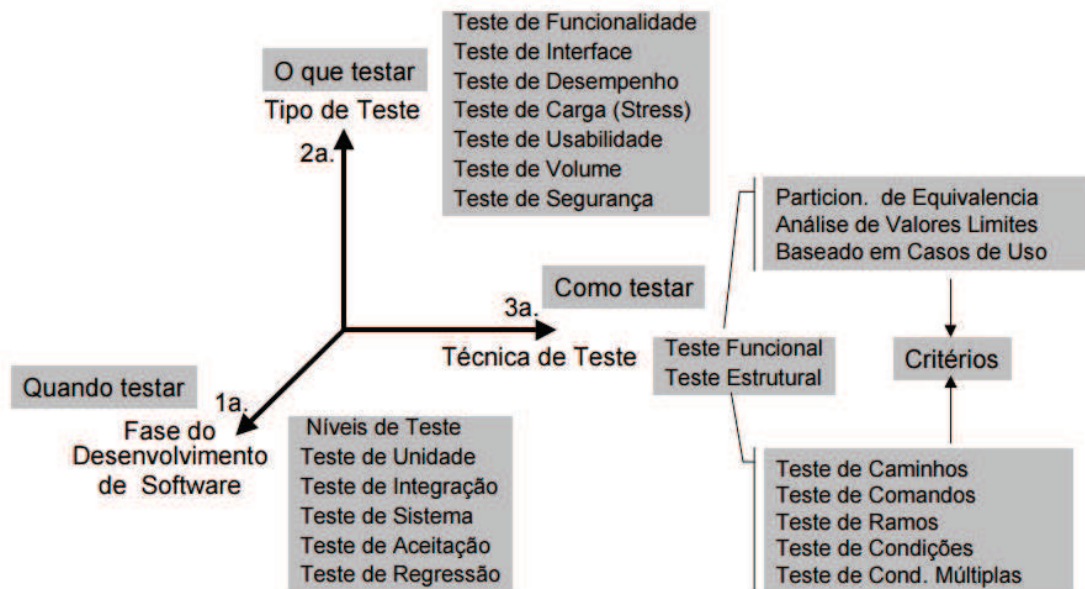 O que testar
Tipo de Teste
2a.
Teste de Funcionalidade
Teste de Interface
Teste de Desempenho
Teste de Carga (Stress)
Teste de Usabilidade
Teste de Volume
Teste de Segurança
Como testar
3a.
Técnica de Teste
Teste Funcional
Teste Estrutural
Particion. de Equivalencia
Análise de Valores Limites
Baseado em Casos de Uso
Critérios
Teste de Caminhos
Teste de Comandos
Teste de Ramos
Teste de Condições
Teste de Cond. Múltiplas
Quando testar
1a.
Fase do
Desenvolvimento
de Software
Níveis de Teste
Teste de Unidade
Teste de Integração
Teste de Sistema
Teste de Aceitação
Teste de Regressão